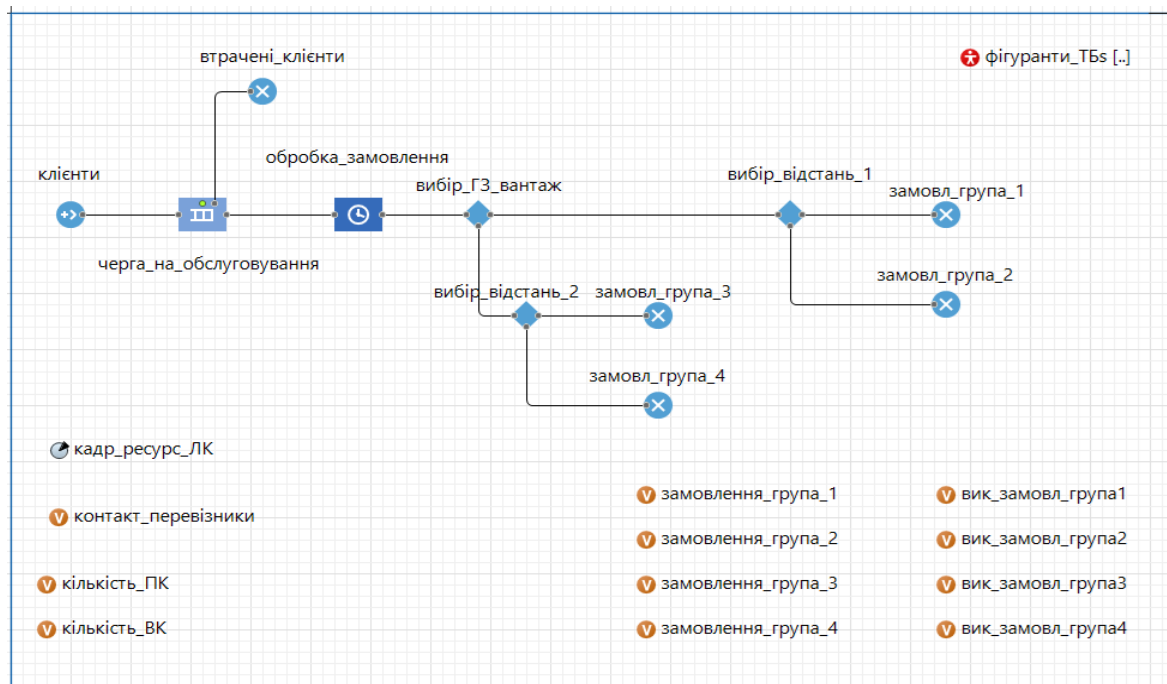 втрачені_клієнти
фігуранти_ТБs [..]
клієнти
обробка_замовлення
вибір_ГЗ_вантаж
вибір_відстань_1
замовл_група_1
черга_на_обслуговування
замовл_група_2
вибір_відстань_2
замовл_група_3
замовл_група_4
кадр_ресурс_ЛК
контакт_перевізники
кількість_ПК
кількість_ВК
V замовлення_група_1
V вик_замовл_група1
V замовлення_група_2
V вик_замовл_група2
V замовлення_група_3
V вик_замовл_група3
V замовлення_група_4
V вик_замовл_група4